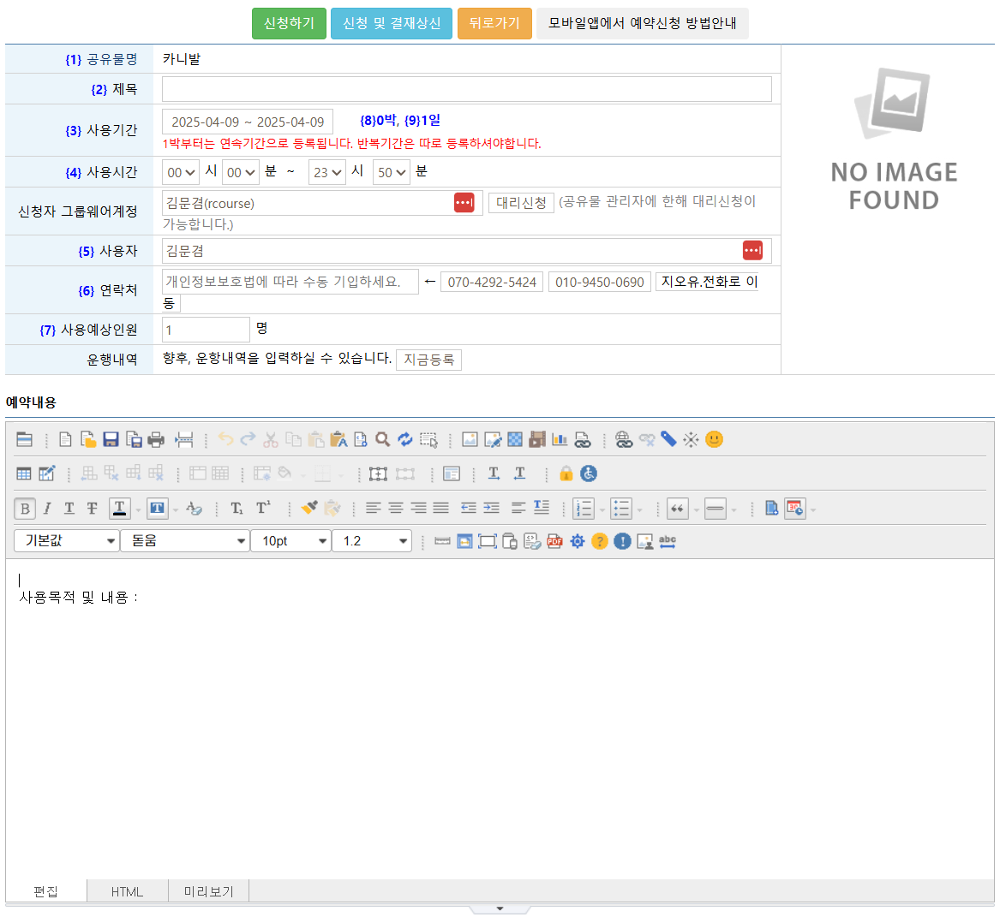 신청하기 신청 및 결재상신 뒤로가기 모바일앱에서 예약신청 방법안내
{1} 공유물명 카니발
{2} 제목
{3} 사용기간 2025-04-09 ~ 2025-04-09 {8}0박, {9}1일
1박부터는 연속기간으로 등록됩니다. 반복기간은 따로 등록하셔야합니다.
{4} 사용시간 00 시 00 분 ~ 23 시 50 분
신청자 그룹웨어계정 김문겸(rcourse) 대리신청 (공유물 관리자에 한해 대리신청이
가능합니다.)
{5} 사용자 김문겸
{6} 연락처 개인정보보호법에 따라 수동 기입하세요. ← 070-4292-5424 010-9450-0690 지오유.전화로 이
동
{7} 사용예상인원 1 명
운행내역 향후, 운항내역을 입력하실 수 있습니다. 지금등록
NO IMAGE
FOUND
예약내용
기본값 돋움 10pt 1.2
사용목적 및 내용 :
편집 HTML 미리보기